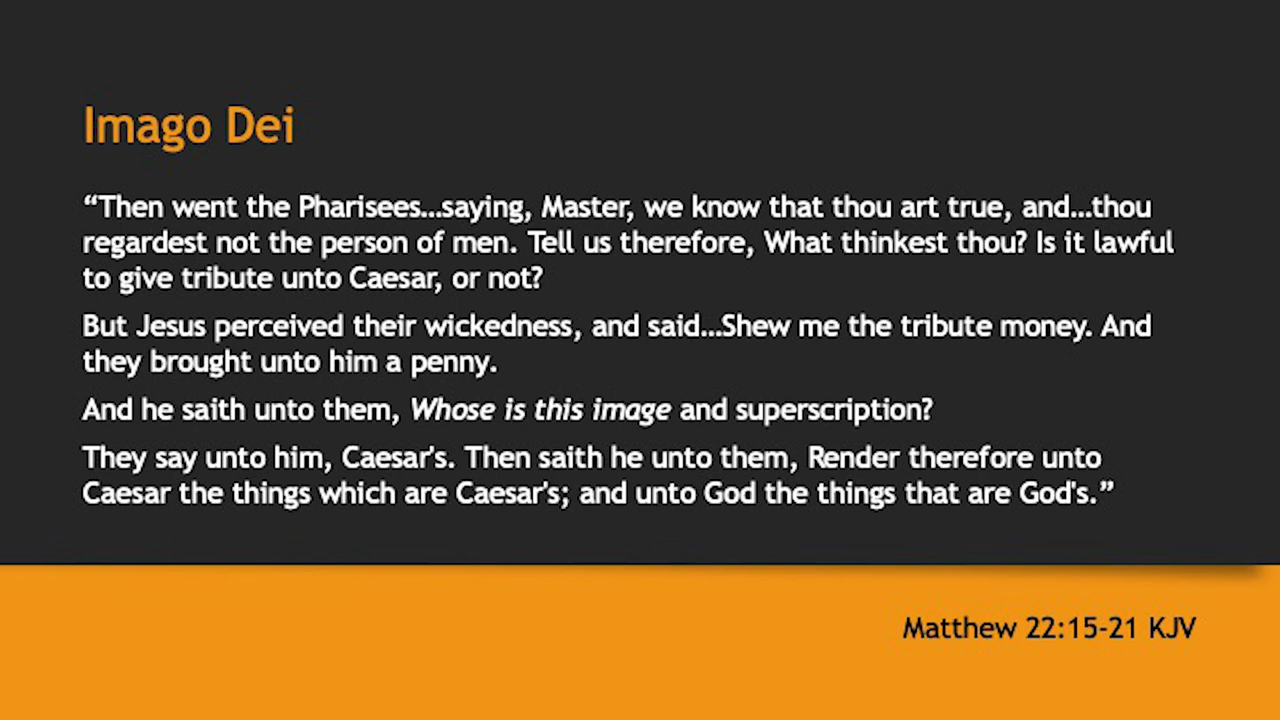 Imago Dei
“Then went the Pharisees…saying, Master, we know that thou art true, and…thou
regardest not the person of men. Tell us therefore, What thinkest thou? Is it lawful
to give tribute unto Caesar, or not?
But Jesus perceived their wickedness, and said…Shew me the tribute money. And
they brought unto him a penny.
And he saith unto them, Whose is this image and superscription?
They say unto him, Caesar's. Then saith he unto them, Render therefore unto
Caesar the things which are Caesar's; and unto God the things that are God's.”
Matthew 22:15-21 KJV